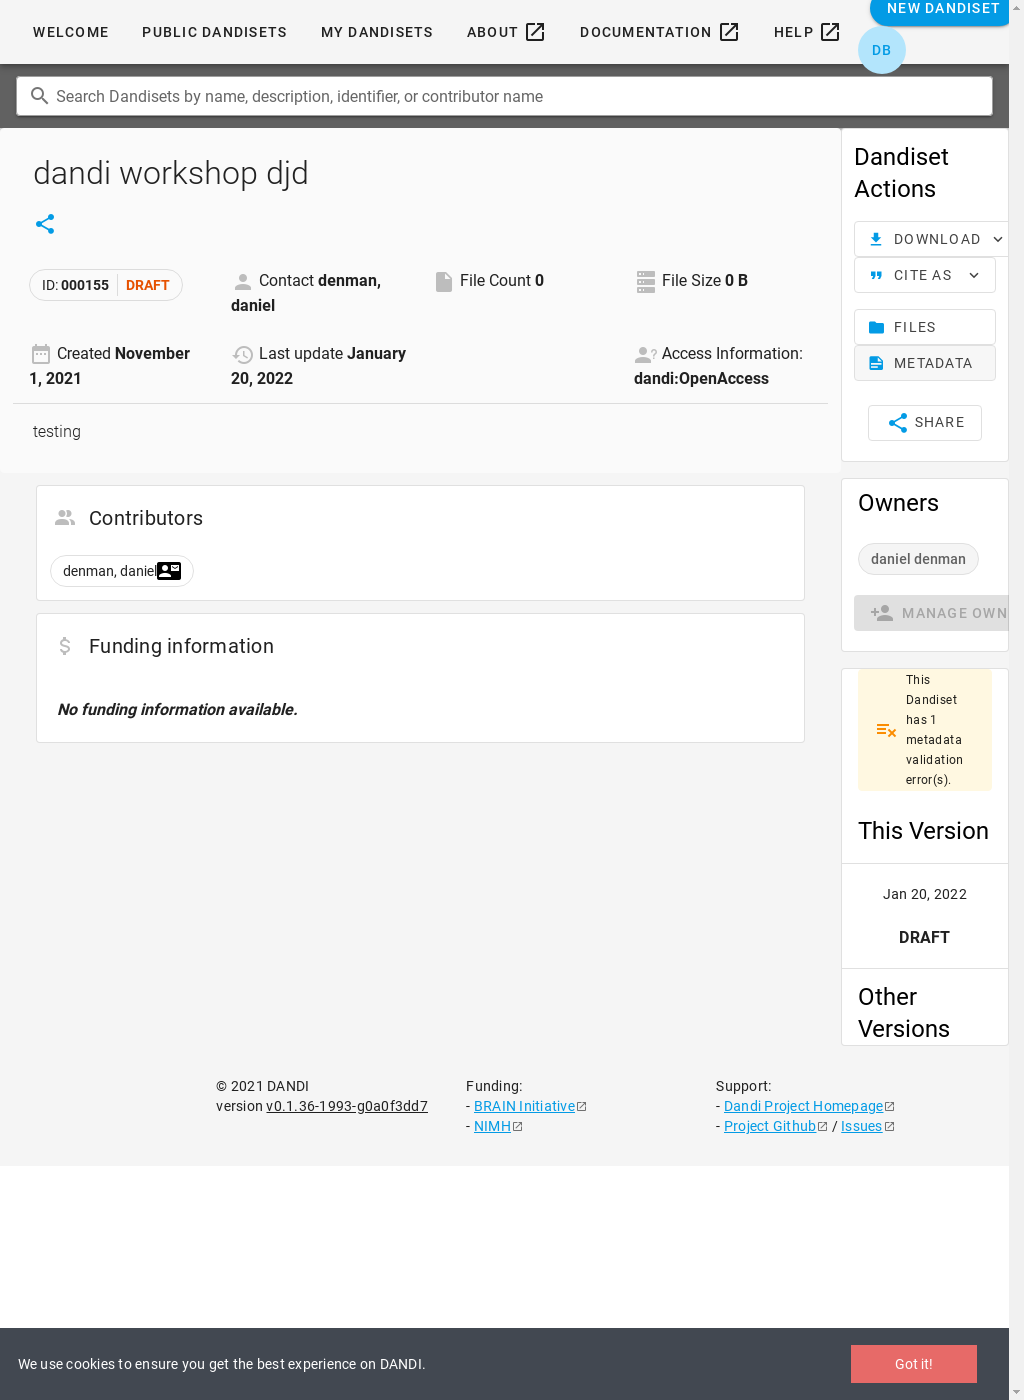 WELCOME
PUBLIC DANDISETS
MY DANDISETS
ABOUT
DOCUMENTATION
HELP
NEW DANDISET
DB
Search Dandisets by name, description, identifier, or contributor name
dandi workshop djd
ID: 000155 DRAFT
Contact denman,
daniel
File Count 0
File Size 0 B
Created November
1, 2021
Last update January
20, 2022
Access Information:
dandi:OpenAccess
testing
Contributors
denman, daniel
Funding information
No funding information available.
Dandiset
Actions
DOWNLOAD
CITE AS
FILES
METADATA
SHARE
Owners
daniel denman
MANAGE OWN
This
Dandiset
has 1
metadata
validation
error(s).
This Version
Jan 20, 2022
DRAFT
Other
Versions
© 2021 DANDI
version v0.1.36-1993-g0a0f3dd7
Funding:
- BRAIN Initiative
- NIMH
Support:
- Dandi Project Homepage
- Project Github / Issues
We use cookies to ensure you get the best experience on DANDI.
Got it!